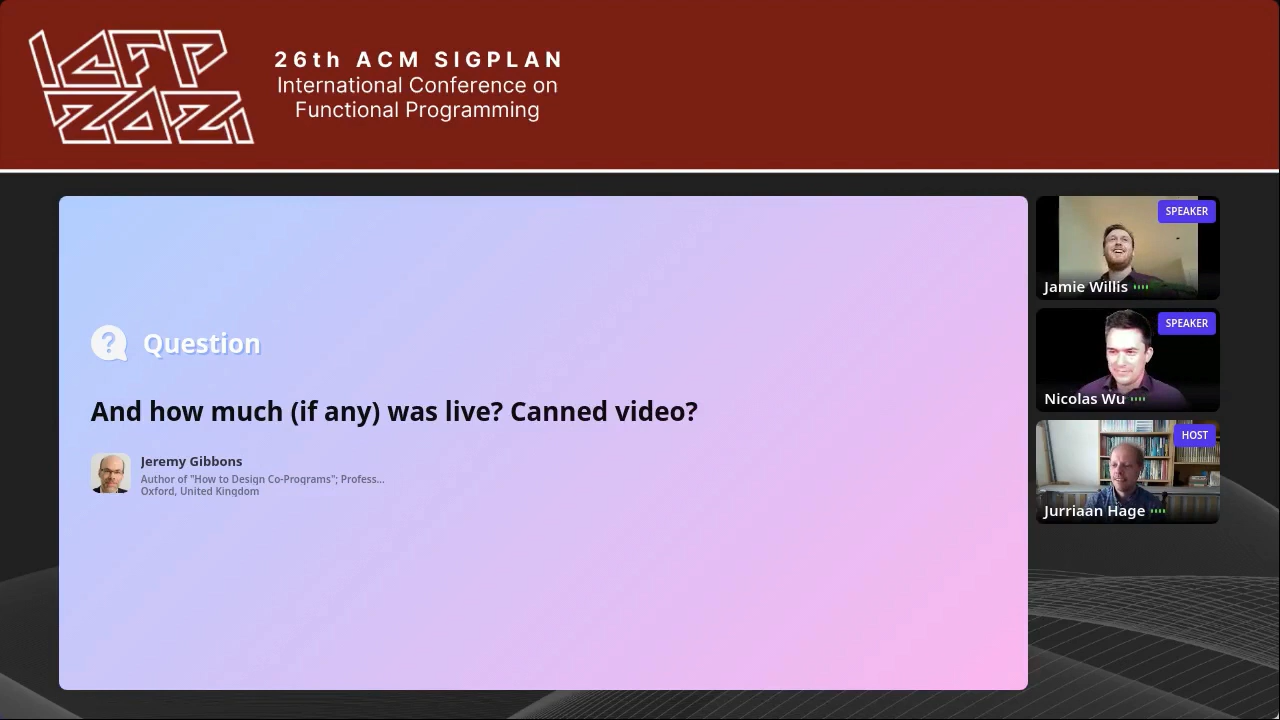 ICFP
2021
26th ACM SIGPLAN
International Conference on
Functional Programming
Question
And how much (if any) was live? Canned video?
Jeremy Gibbons
Author of "How to Design Co-Programs"; Profess...
Oxford, United Kingdom
SPEAKER
Jamie Willis
SPEAKER
Nicolas Wu
HOST
Jurriaan Hage